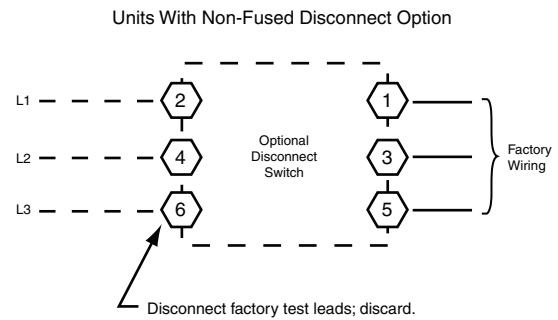 Units With Non-Fused Disconnect Option
L1
2
1
L2
4
Optional
Disconnect
Switch
3
Factory
Wiring
L3
6
5
Disconnect factory test leads; discard.